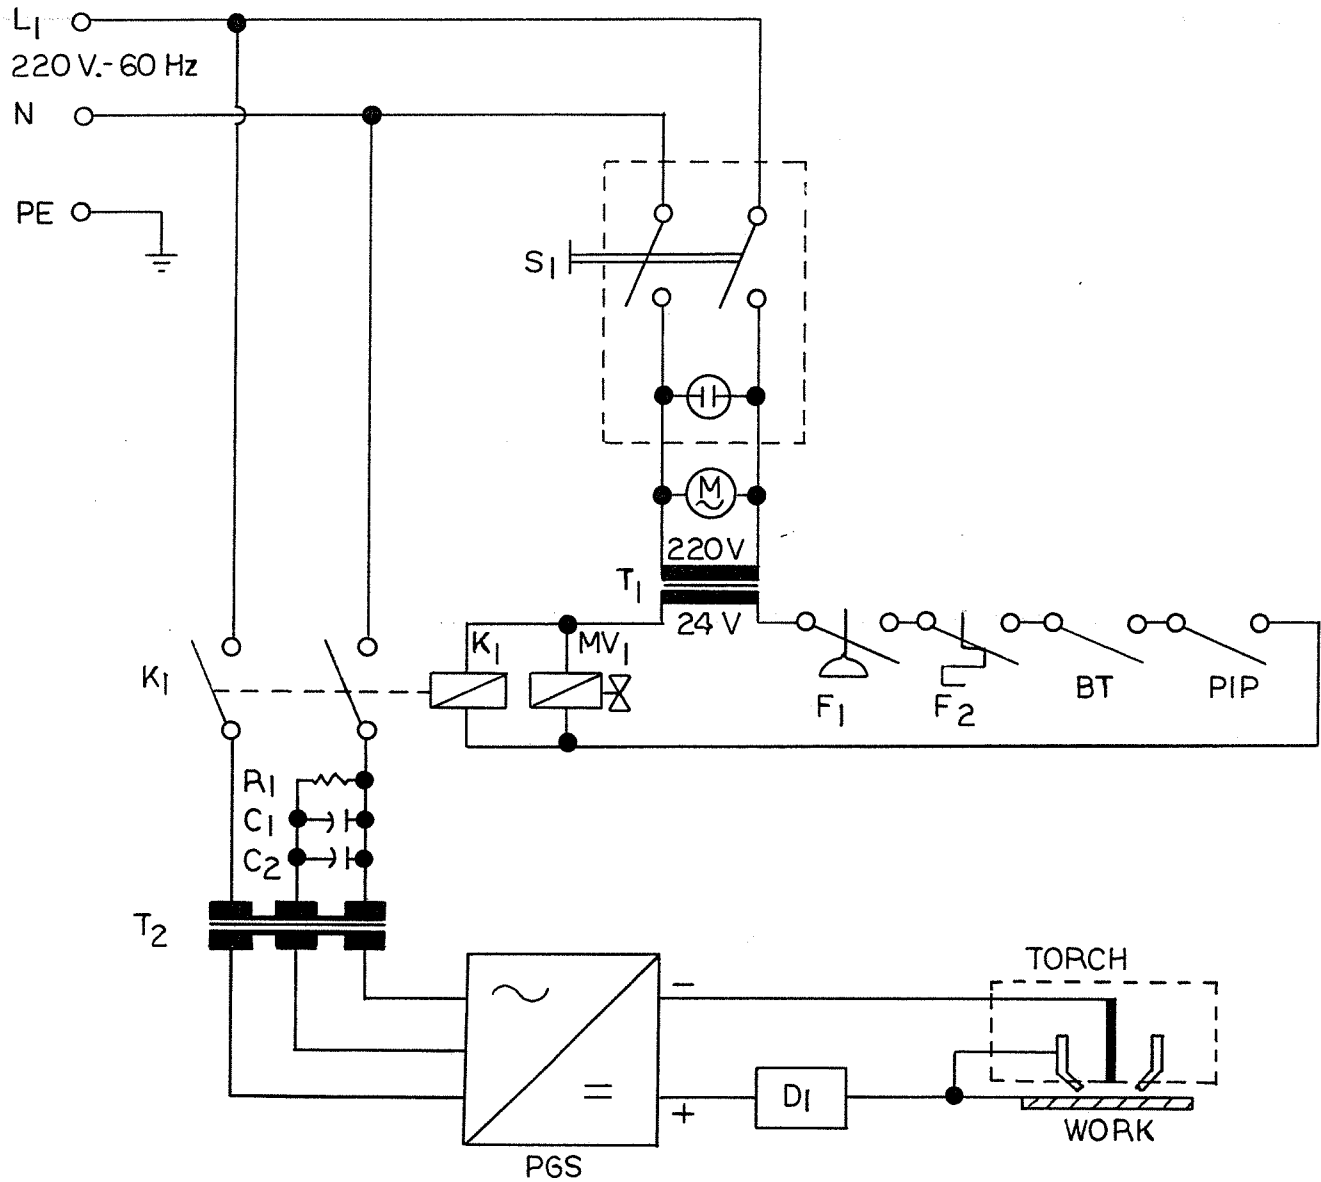 L1
220 V.-60 Hz
N
PE
S1
M
220V
T1
24 V
K1
MV1
K1
F1
F2
BT
PIP
R1
C1
C2
T2
TORCH
−
D1
+
WORK
PGS